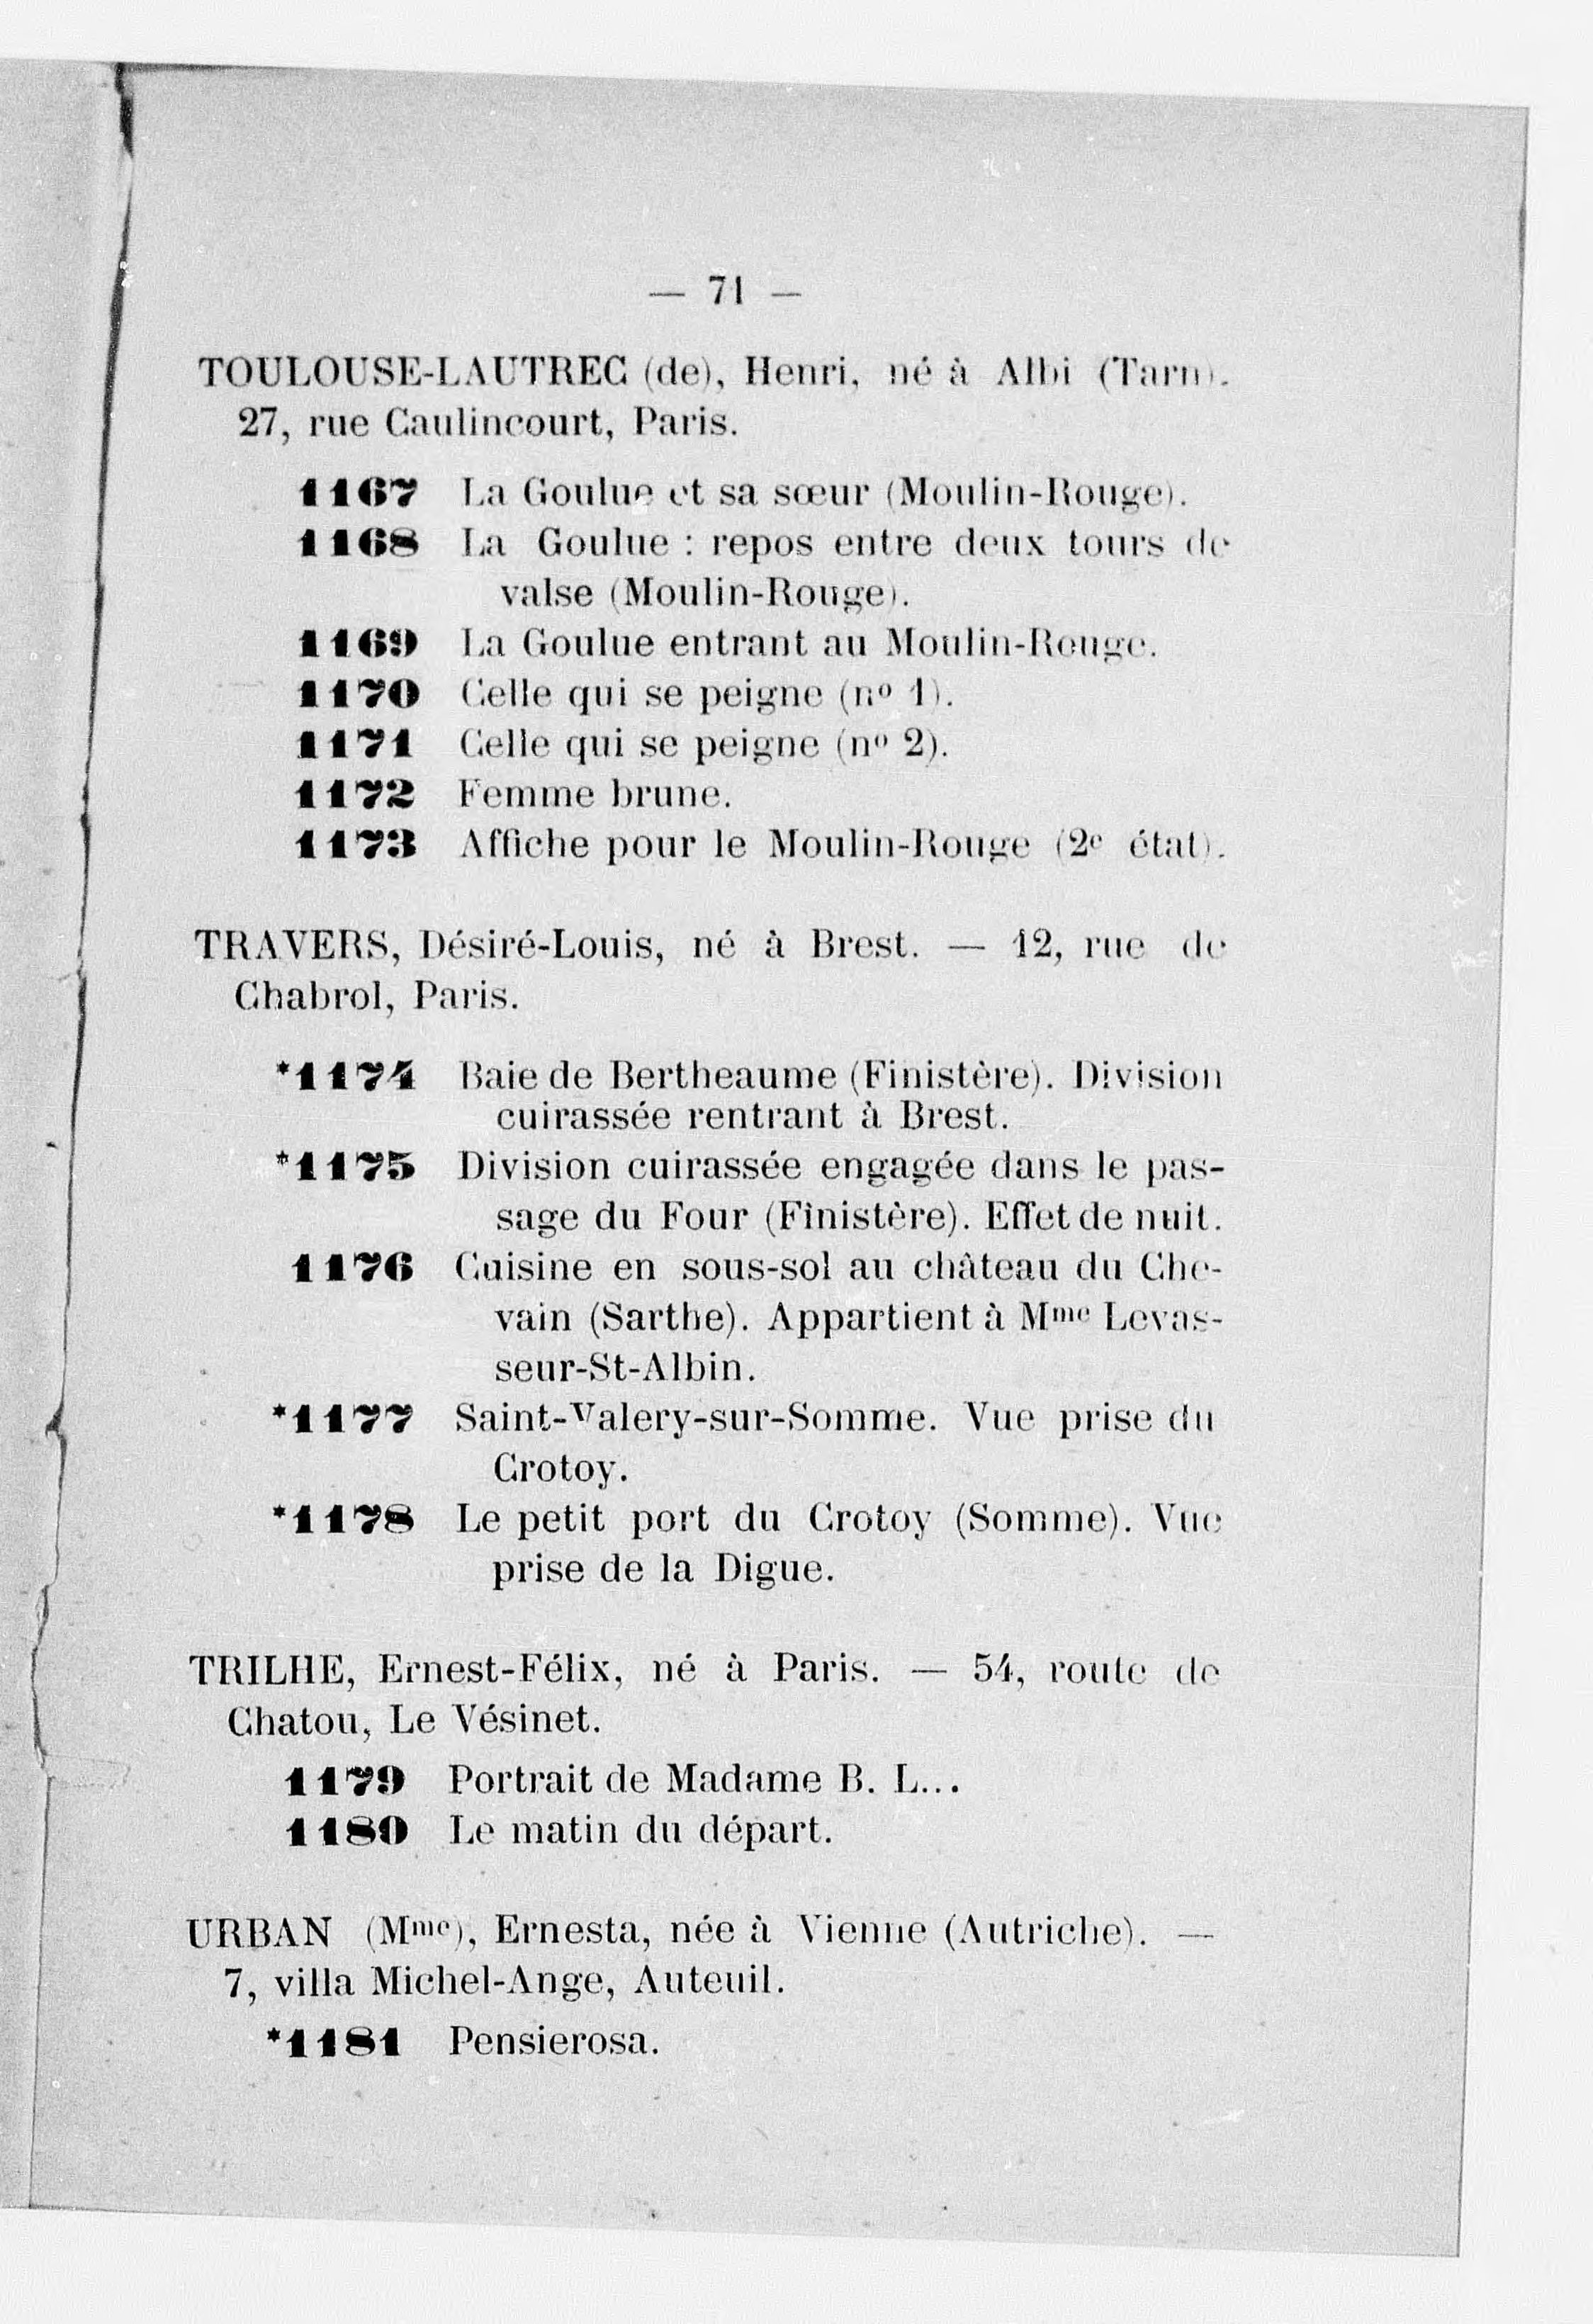 — 71 —
TOULOUSE-LAUTREC (de), Henri, né à Albi (Tarn).
27, rue Caulincourt, Paris.
1167 La Goulue et sa sœur (Moulin-Rouge).
1168 La Goulue : repos entre deux tours de
valse (Moulin-Rouge).
1169 La Goulue entrant au Moulin-Rouge.
1170 Celle qui se peigne (nº 1).
1171 Celle qui se peigne (nº 2).
1172 Femme brune.
1173 Affiche pour le Moulin-Rouge (2e état).
TRAVERS, Désiré-Louis, né à Brest. — 12, rue de
Chabrol, Paris.
*1174 Baie de Bertheaume (Finistère). Division
cuirassée rentrant à Brest.
*1175 Division cuirassée engagée dans le pas-
sage du Four (Finistère). Effet de nuit.
1176 Cuisine en sous-sol au château du Che-
vain (Sarthe). Appartient à Mme Levas-
seur-St-Albin.
*1177 Saint-Valery-sur-Somme. Vue prise du
Crotoy.
*1178 Le petit port du Crotoy (Somme). Vue
prise de la Digue.
TRILHE, Ernest-Félix, né à Paris. — 54, route de
Chatou, Le Vésinet.
1179 Portrait de Madame B. L...
1180 Le matin du départ.
URBAN (Mme), Ernesta, née à Vienne (Autriche). —
7, villa Michel-Ange, Auteuil.
*1181 Pensierosa.